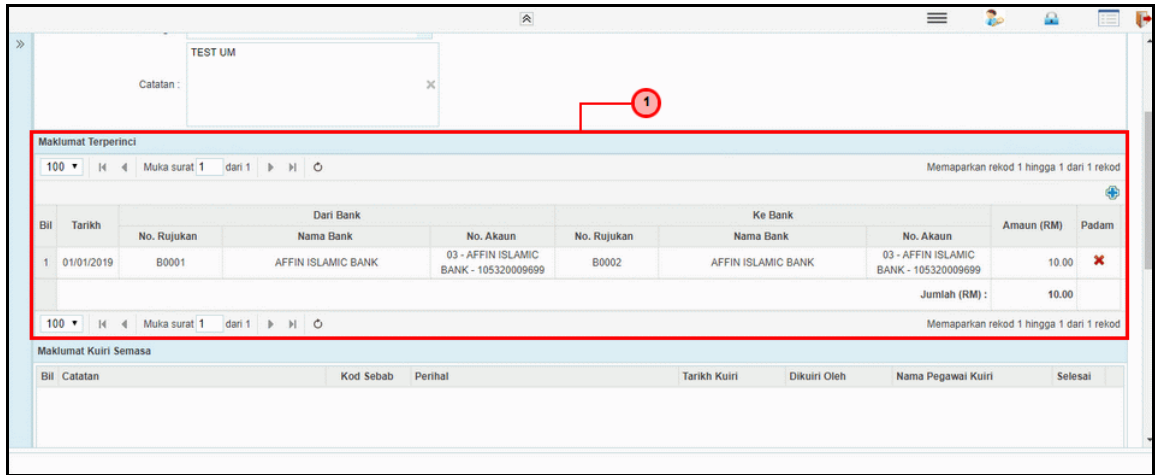 TEST UM
Catatan :
1
Maklumat Terperinci
100 Muka surat 1 dari 1 Memaparkan rekod 1 hingga 1 dari 1 rekod
Bil Tarikh Dari Bank Ke Bank Amaun (RM) Padam
No. Rujukan Nama Bank No. Akaun No. Rujukan Nama Bank No. Akaun
1 01/01/2019 B0001 AFFIN ISLAMIC BANK 03 - AFFIN ISLAMIC BANK - 105320009699 B0002 AFFIN ISLAMIC BANK 03 - AFFIN ISLAMIC BANK - 105320009699 10.00
Jumlah (RM) : 10.00
100 Muka surat 1 dari 1 Memaparkan rekod 1 hingga 1 dari 1 rekod
Maklumat Kuiri Semasa
Bil Catatan Kod Sebab Perihal Tarikh Kuiri Dikuiri Oleh Nama Pegawai Kuiri Selesai